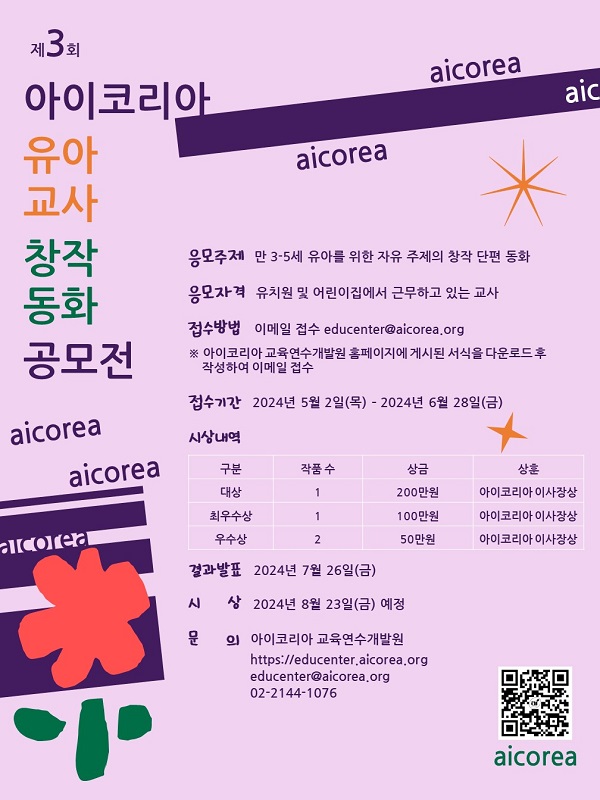 제3회
아이코리아
유아
교사
창작
동화
공모전
aicorea
aic
aicorea
응모주제 만 3-5세 유아를 위한 자유 주제의 창작 단편 동화
응모자격 유치원 및 어린이집에서 근무하고 있는 교사
접수방법 이메일 접수 educenter@aicorea.org
※ 아이코리아 교육연수개발원 홈페이지에 게시된 서식을 다운로드 후
작성하여 이메일 접수
접수기간 2024년 5월 2일(목) - 2024년 6월 28일(금)
시상내역
구분 작품 수 상금 상훈
대상 1 200만원 아이코리아 이사장상
최우수상 1 100만원 아이코리아 이사장상
우수상 2 50만원 아이코리아 이사장상
결과발표 2024년 7월 26일(금)
시 상 2024년 8월 23일(금) 예정
문 의 아이코리아 교육연수개발원
https://educenter.aicorea.org
educenter@aicorea.org
02-2144-1076
aicorea
aicorea
aicorea
aicorea